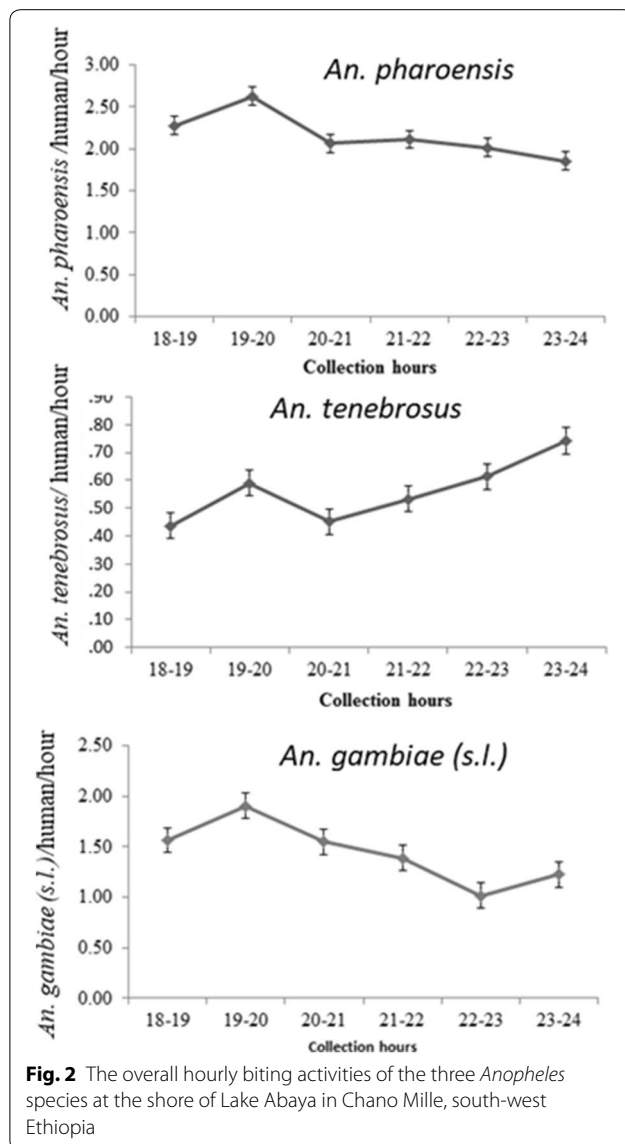 An. pharoensis
An. pharoensis /human/hour
3.00
2.50
2.00
1.50
1.00
0.50
0.00
18-19 19-20 20-21 21-22 22-23 23-24
Collection hours
An. tenebrosus
An. tenebrosus/ human/hour
.90
.80
.70
.60
.50
.40
.30
.20
.10
.00
18-19 19-20 20-21 21-22 22-23 23-24
Collection hours
An. gambiae (s.l.)
An. gambiae (s.l.)/human/hour
2.50
2.00
1.50
1.00
0.50
0.00
18-19 19-20 20-21 21-22 22-23 23-24
Collection hours
Fig. 2 The overall hourly biting activities of the three Anopheles
species at the shore of Lake Abaya in Chano Mille, south-west
Ethiopia